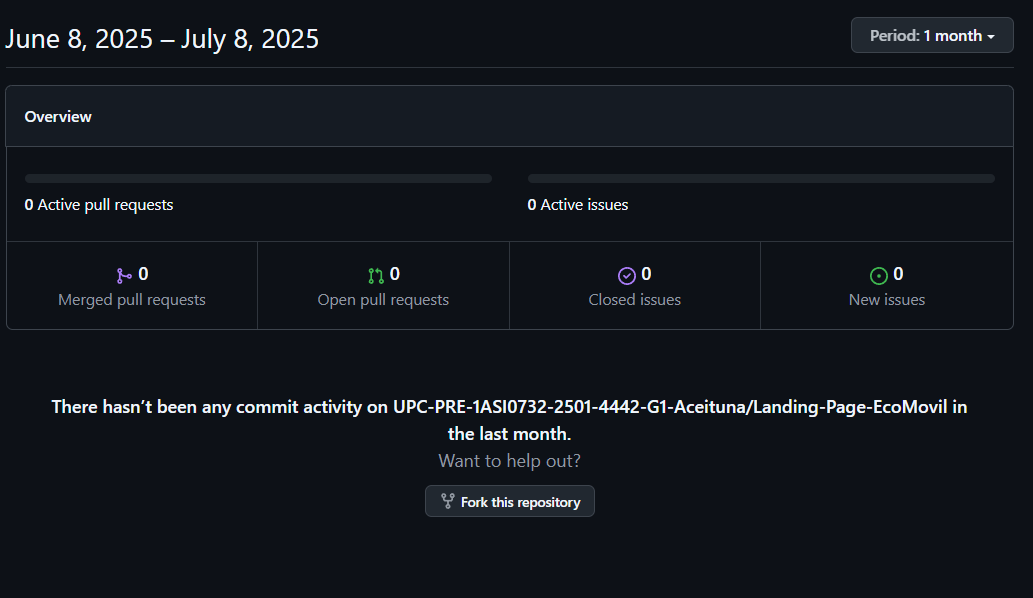 June 8, 2025 – July 8, 2025
Period: 1 month
Overview
0 Active pull requests
0 Active issues
0
Merged pull requests
0
Open pull requests
0
Closed issues
0
New issues
There hasn’t been any commit activity on UPC-PRE-1ASI0732-2501-4442-G1-Aceituna/Landing-Page-EcoMovil in
the last month.
Want to help out?
Fork this repository